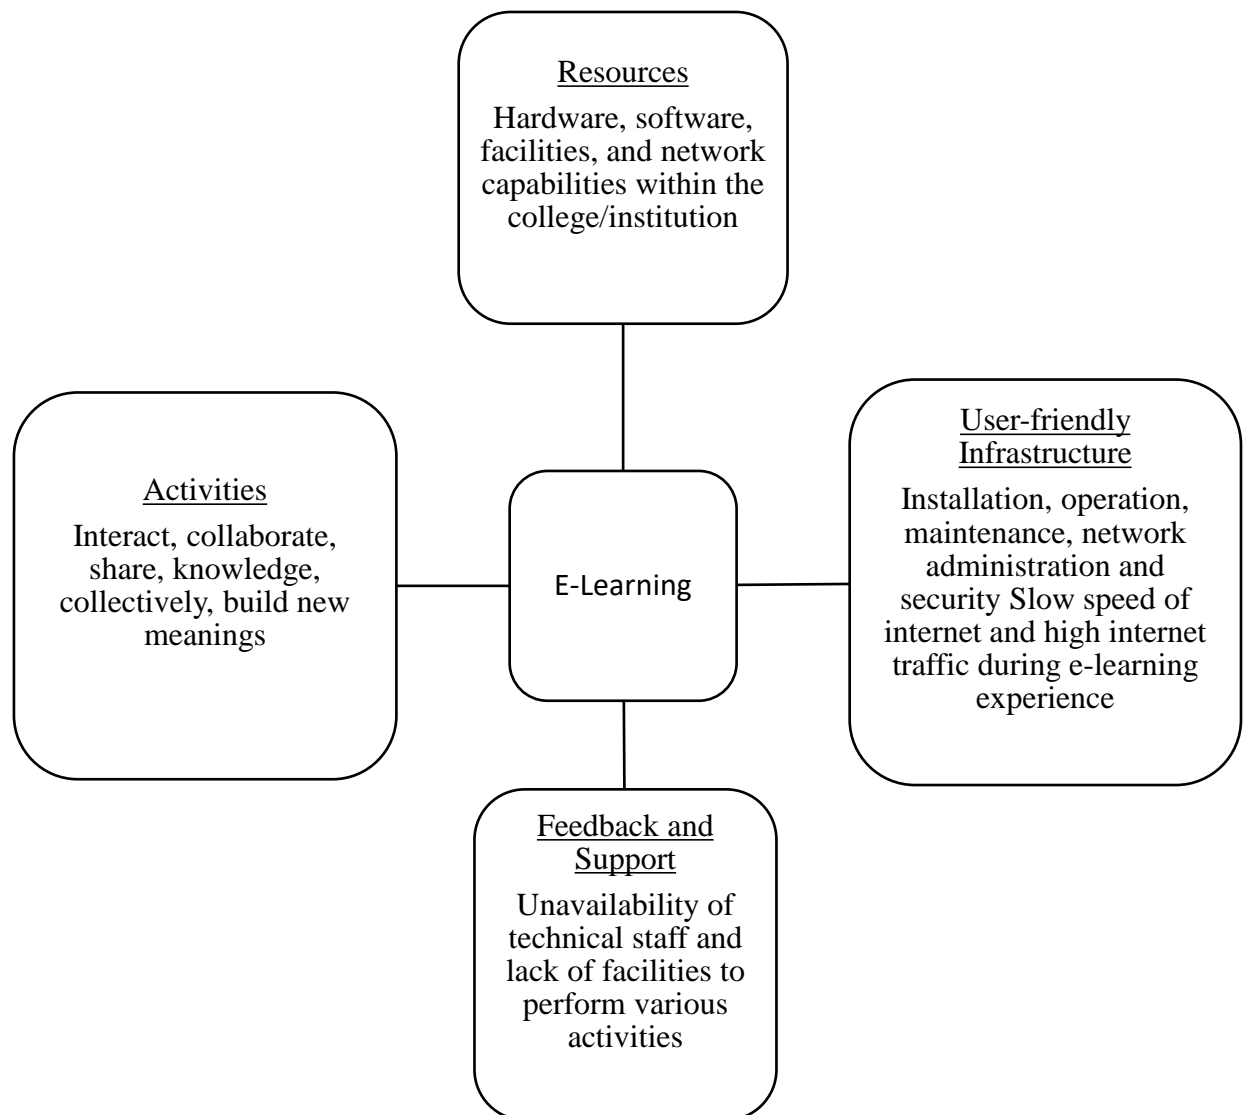 Resources
Hardware, software,
facilities, and network
capabilities within the
college/institution
Activities
Interact, collaborate,
share, knowledge,
collectively, build new
meanings
E-Learning
User-friendly
Infrastructure
Installation, operation,
maintenance, network
administration and
security Slow speed of
internet and high internet
traffic during e-learning
experience
Feedback and
Support
Unavailability of
technical staff and
lack of facilities to
perform various
activities